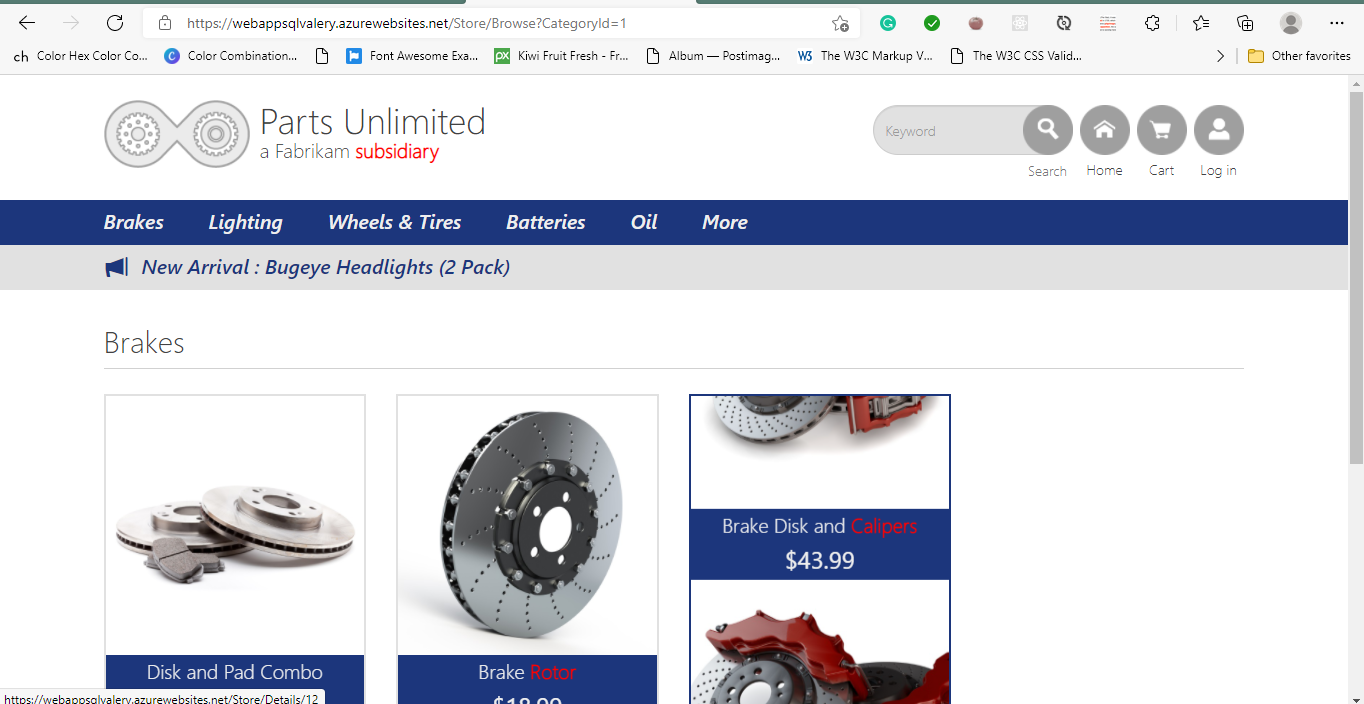 https://webappsqlvalery.azurewebsites.net/Store/Browse?CategoryId=1
ch Color Hex Color Co... Color Combination... Font Awesome Exa... px Kiwi Fruit Fresh - Fr... Album — Postimag... W3 The W3C Markup V... The W3C CSS Valid... Other favorites
Parts Unlimited
a Fabrikam subsidiary
Keyword
Search Home Cart Log in
Brakes Lighting Wheels & Tires Batteries Oil More
New Arrival : Bugeye Headlights (2 Pack)
Brakes
Brake Disk and Calipers
$43.99
Disk and Pad Combo
Brake Rotor
$18.99
https://webappsqlvalery.azurewebsites.net/Store/Details/12